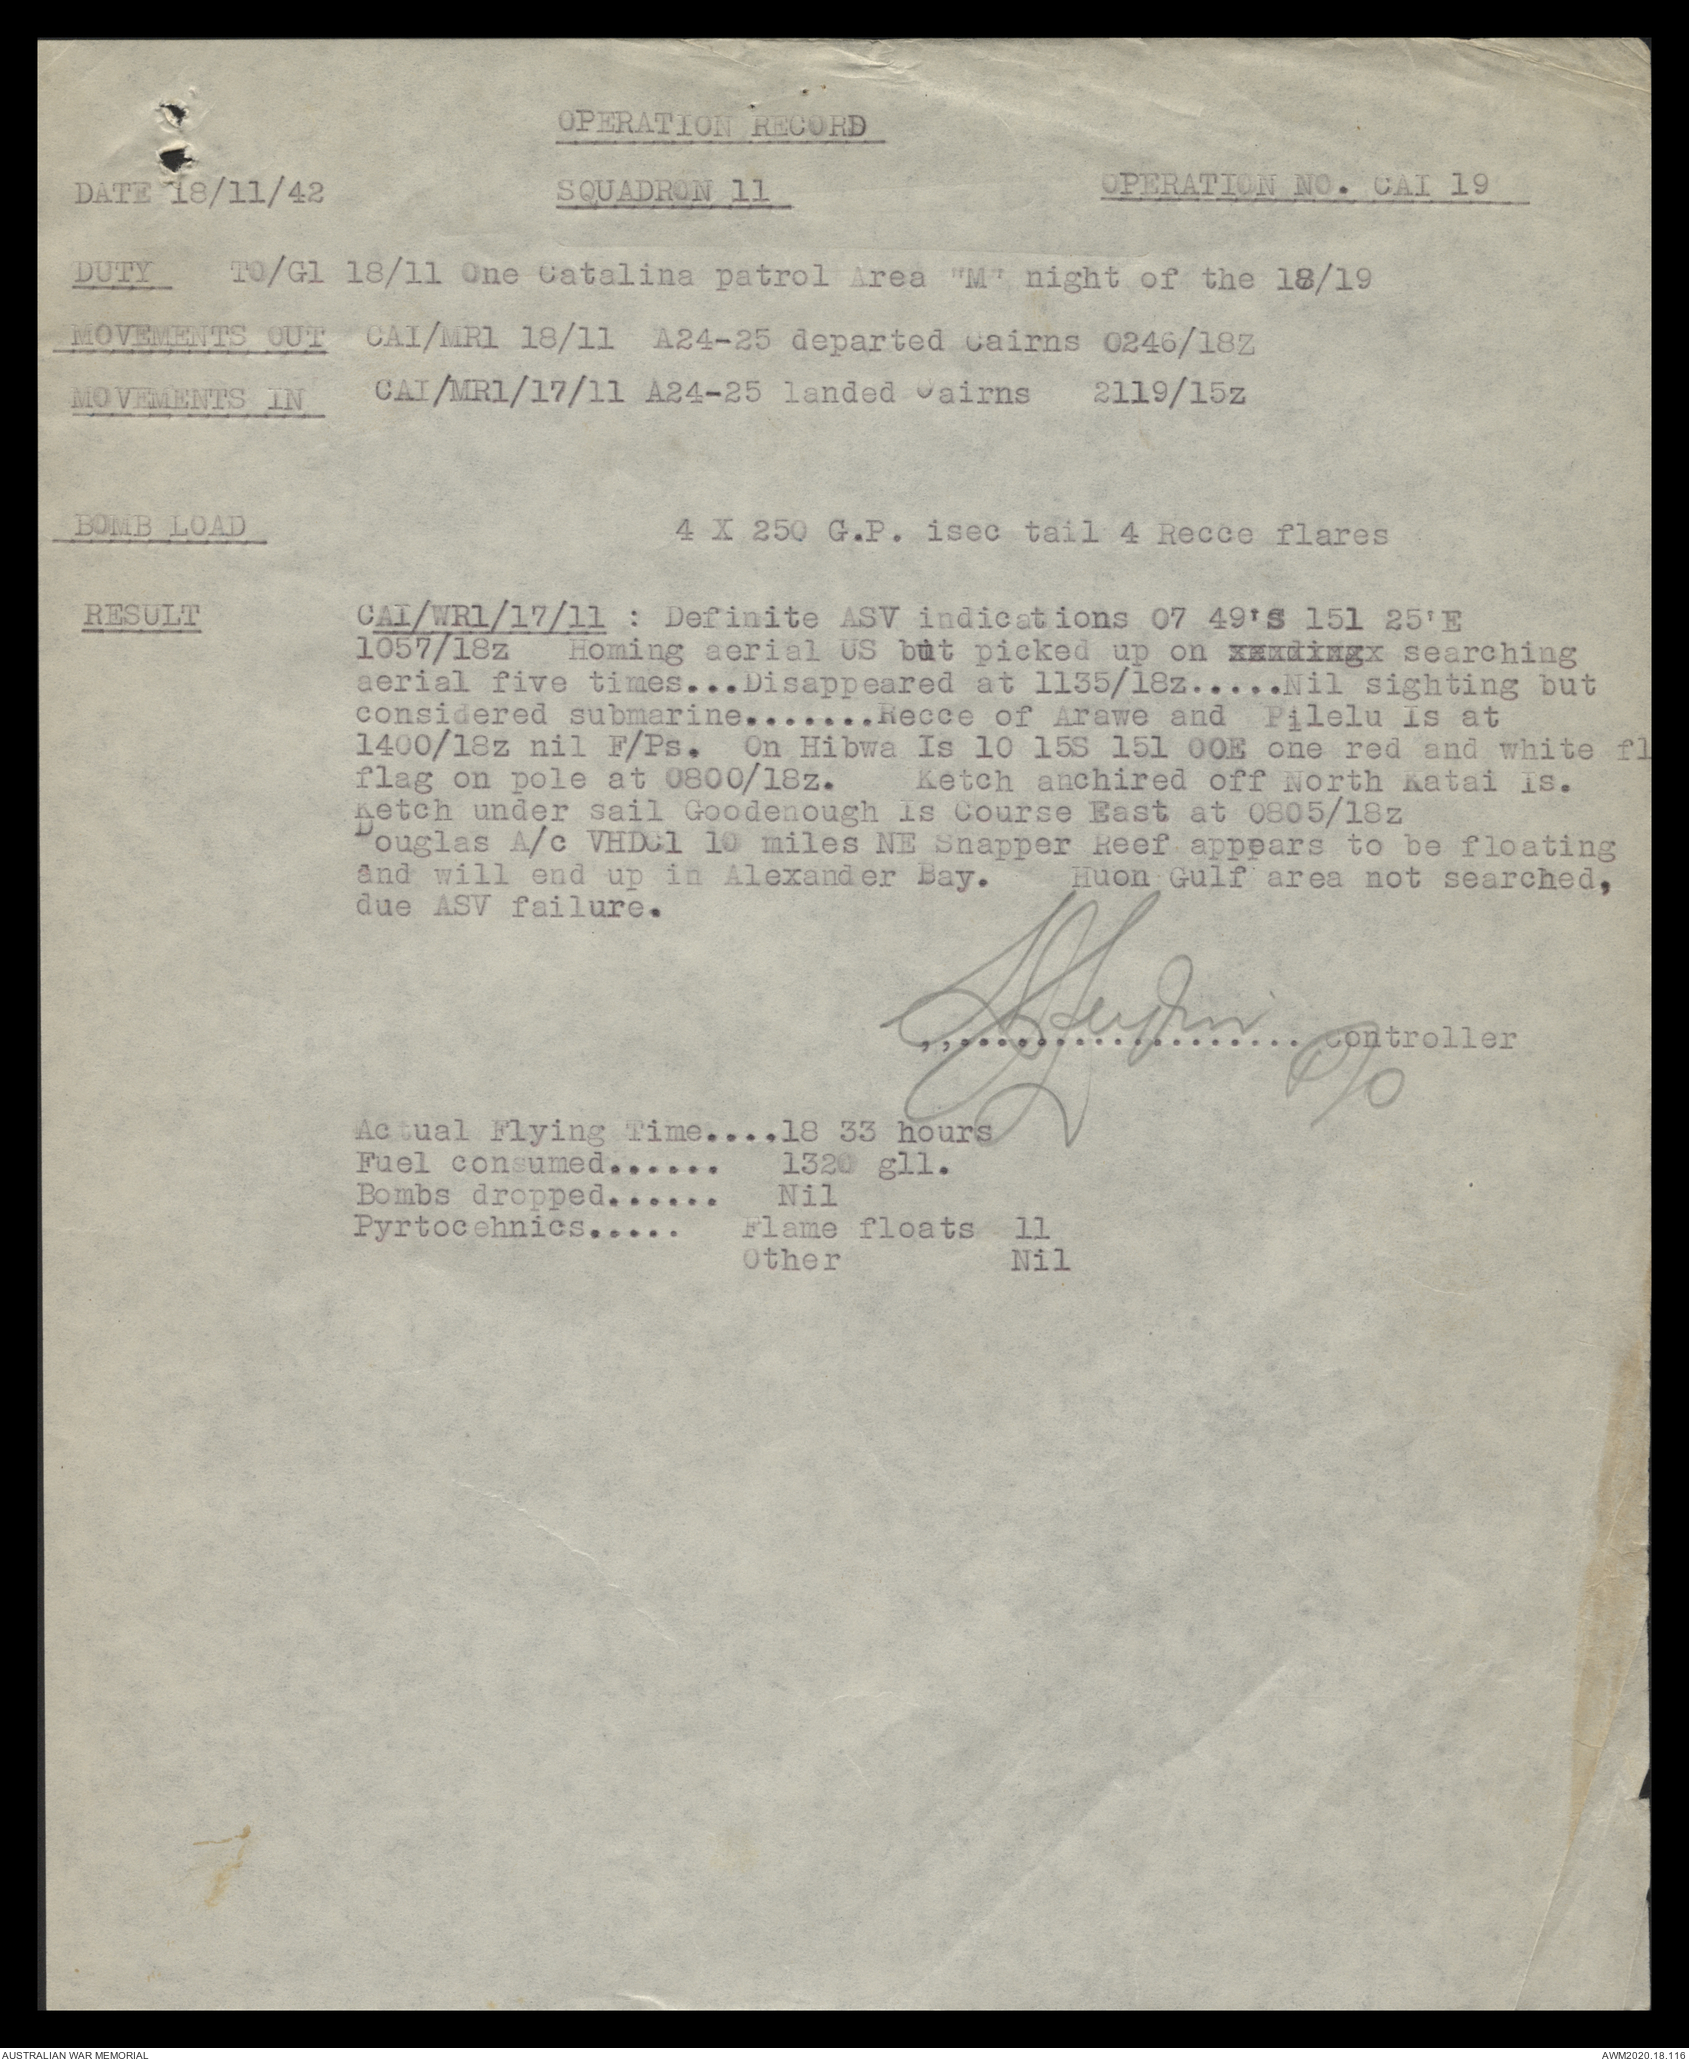 OPERATION RECORD
DATE 18/11/42 SQUADRON 11 OPERATION NO. CAI 19
DUTY TO/G1 18/11 One Catalina patrol Area "M" night of the 18/19
MOVEMENTS OUT CAI/MR1 18/11 A24-25 departed Cairns 0246/18Z
MOVEMENTS IN CAI/MR1/17/11 A24-25 landed Cairns 2119/15z
BOMB LOAD 4 X 250 G.P. isec tail 4 Recce flares
RESULT CAI/WR1/17/11 : Definite ASV indications 07 49'S 151 25'E
1057/18z Homing aerial US but picked up on searching
aerial five times...Disappeared at 1135/18z.....Nil sighting but
considered submarine.......Recce of Arawe and Pilelu Is at
1400/18z nil F/Ps. On Hibwa Is 10 15S 151 00E one red and white fl
flag on pole at 0800/18z. Ketch anchired off North Katai Is.
Ketch under sail Goodenough Is Course East at 0805/18z
Douglas A/c VHDG1 10 miles NE Snapper Reef appears to be floating
and will end up in Alexander Bay. Huon Gulf area not searched,
due ASV failure.
,,.................. Controller
Actual Flying Time....18 33 hours
Fuel consumed...... 1320 gll.
Bombs dropped...... Nil
Pyrtocehnics..... Flame floats 11
Other Nil
AUSTRALIAN WAR MEMORIAL AWM2020.18.116